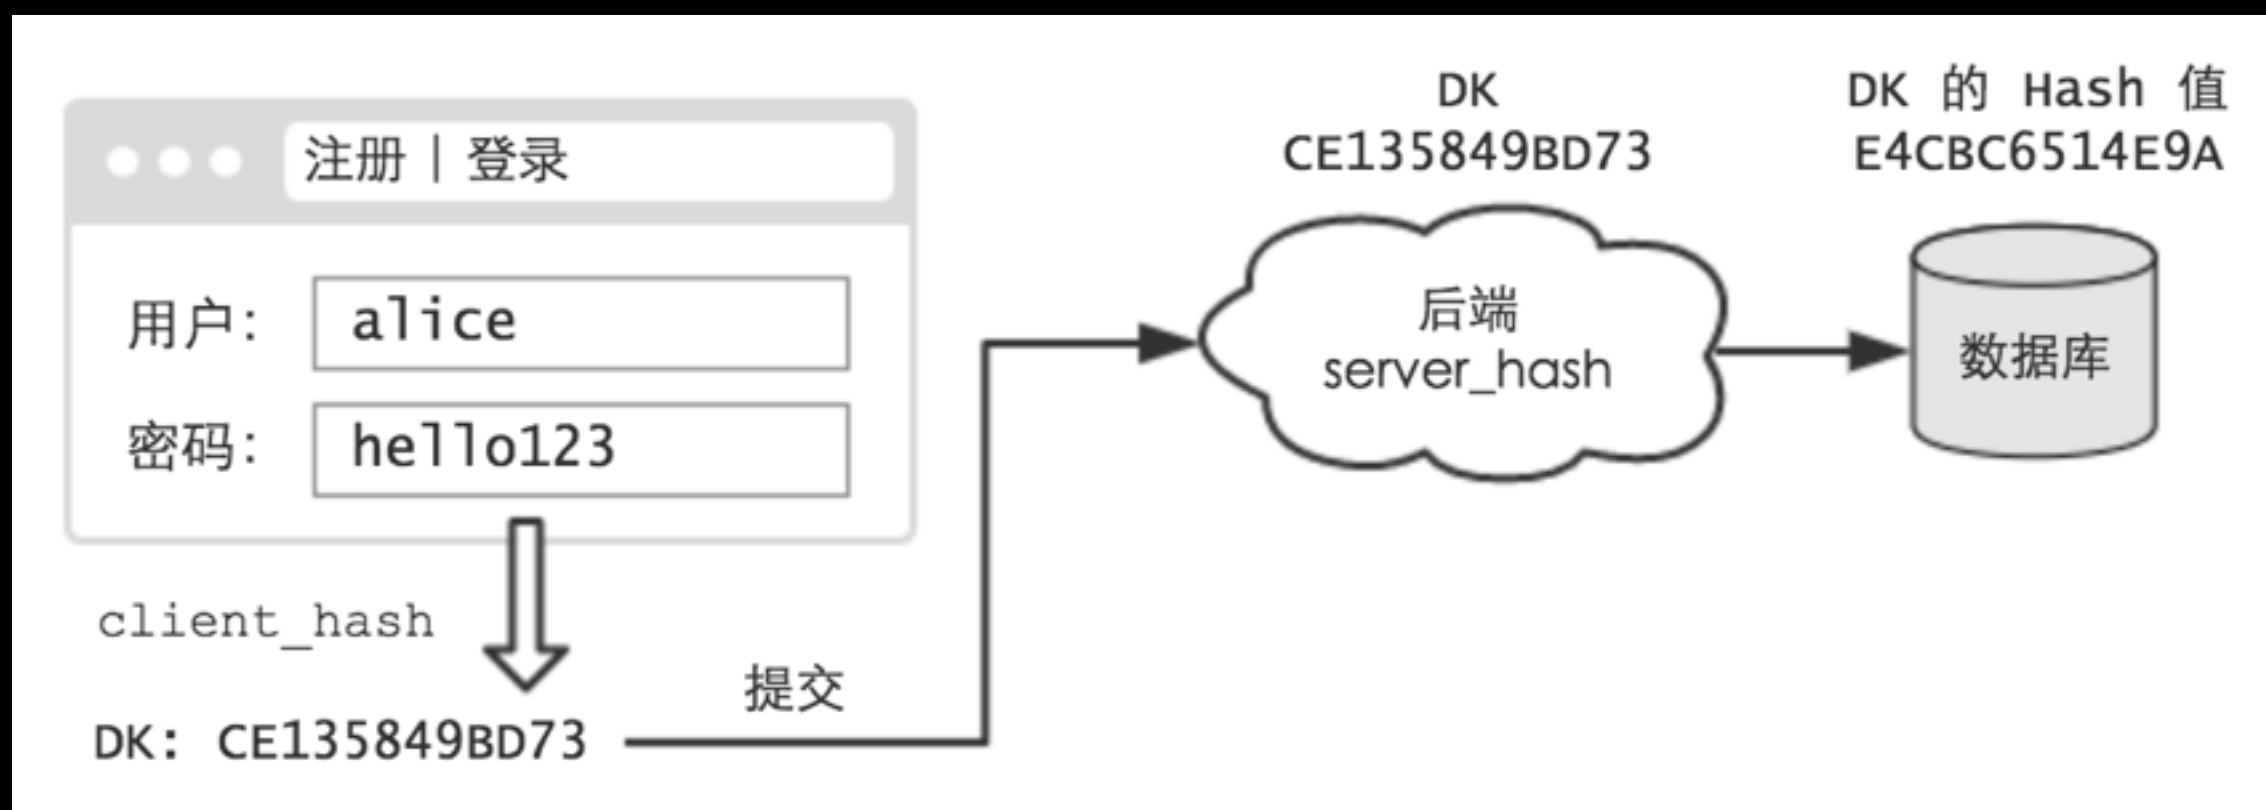 注册 | 登录
用户: alice
密码: hello123
client_hash
DK: CE135849BD73
提交
DK
CE135849BD73
后端
server_hash
DK 的 Hash 值
E4CBC6514E9A
数据库